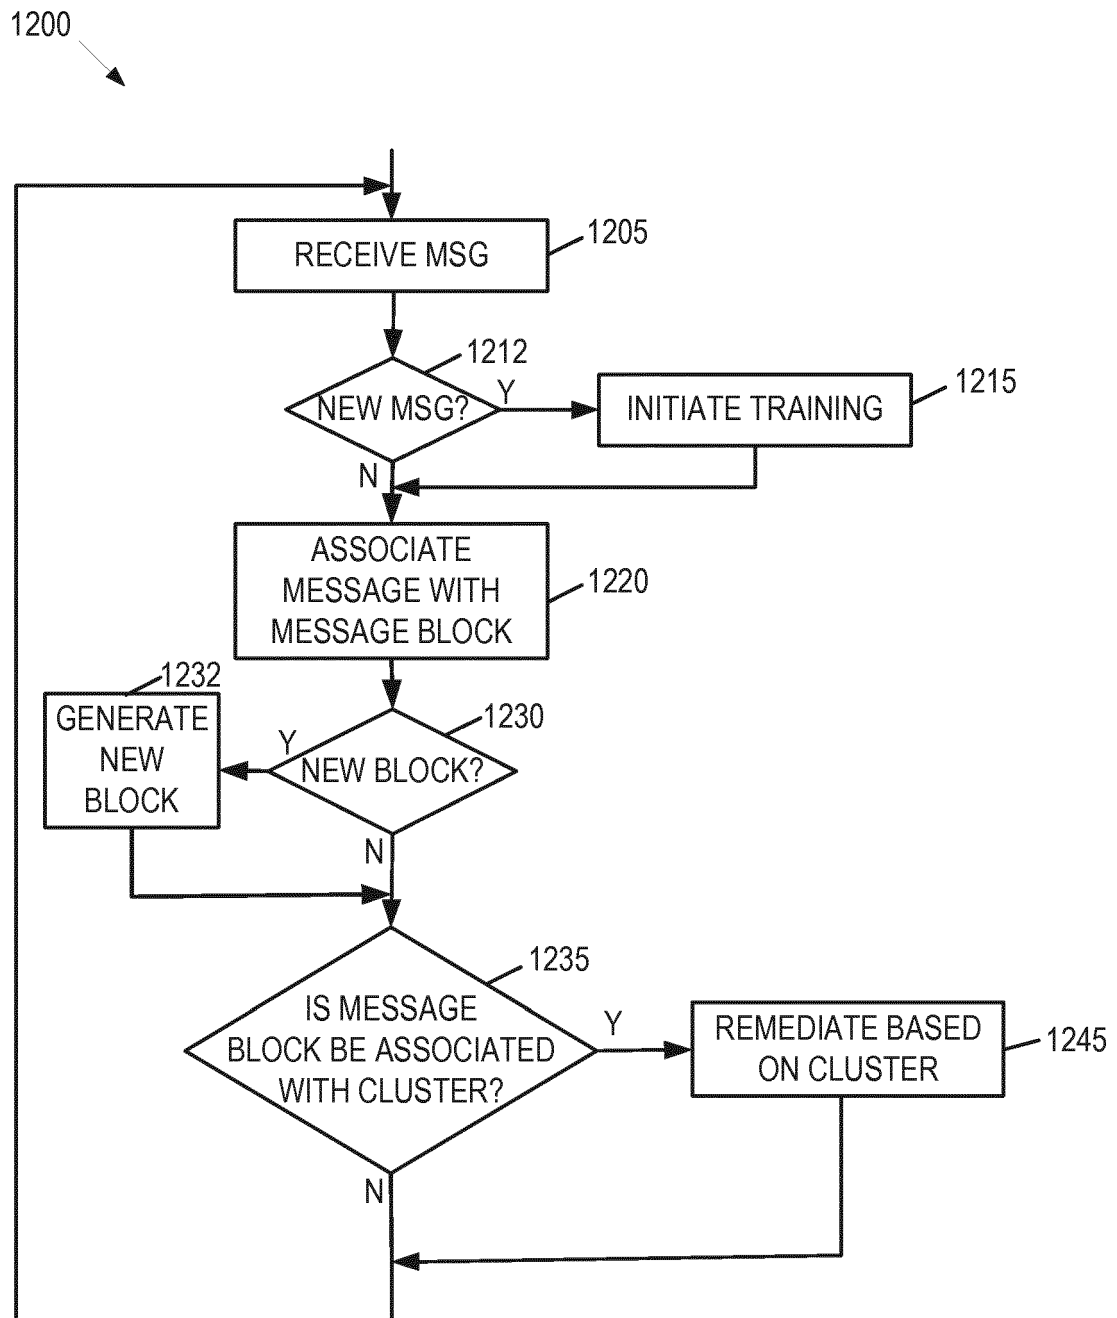 1200
RECEIVE MSG
1205
1212
NEW MSG?
Y
INITIATE TRAINING
1215
N
ASSOCIATE
MESSAGE WITH
MESSAGE BLOCK
1220
1232
GENERATE
NEW
BLOCK
Y
1230
NEW BLOCK?
N
1235
IS MESSAGE
BLOCK BE ASSOCIATED
WITH CLUSTER?
Y
REMEDIATE BASED
ON CLUSTER
1245
N